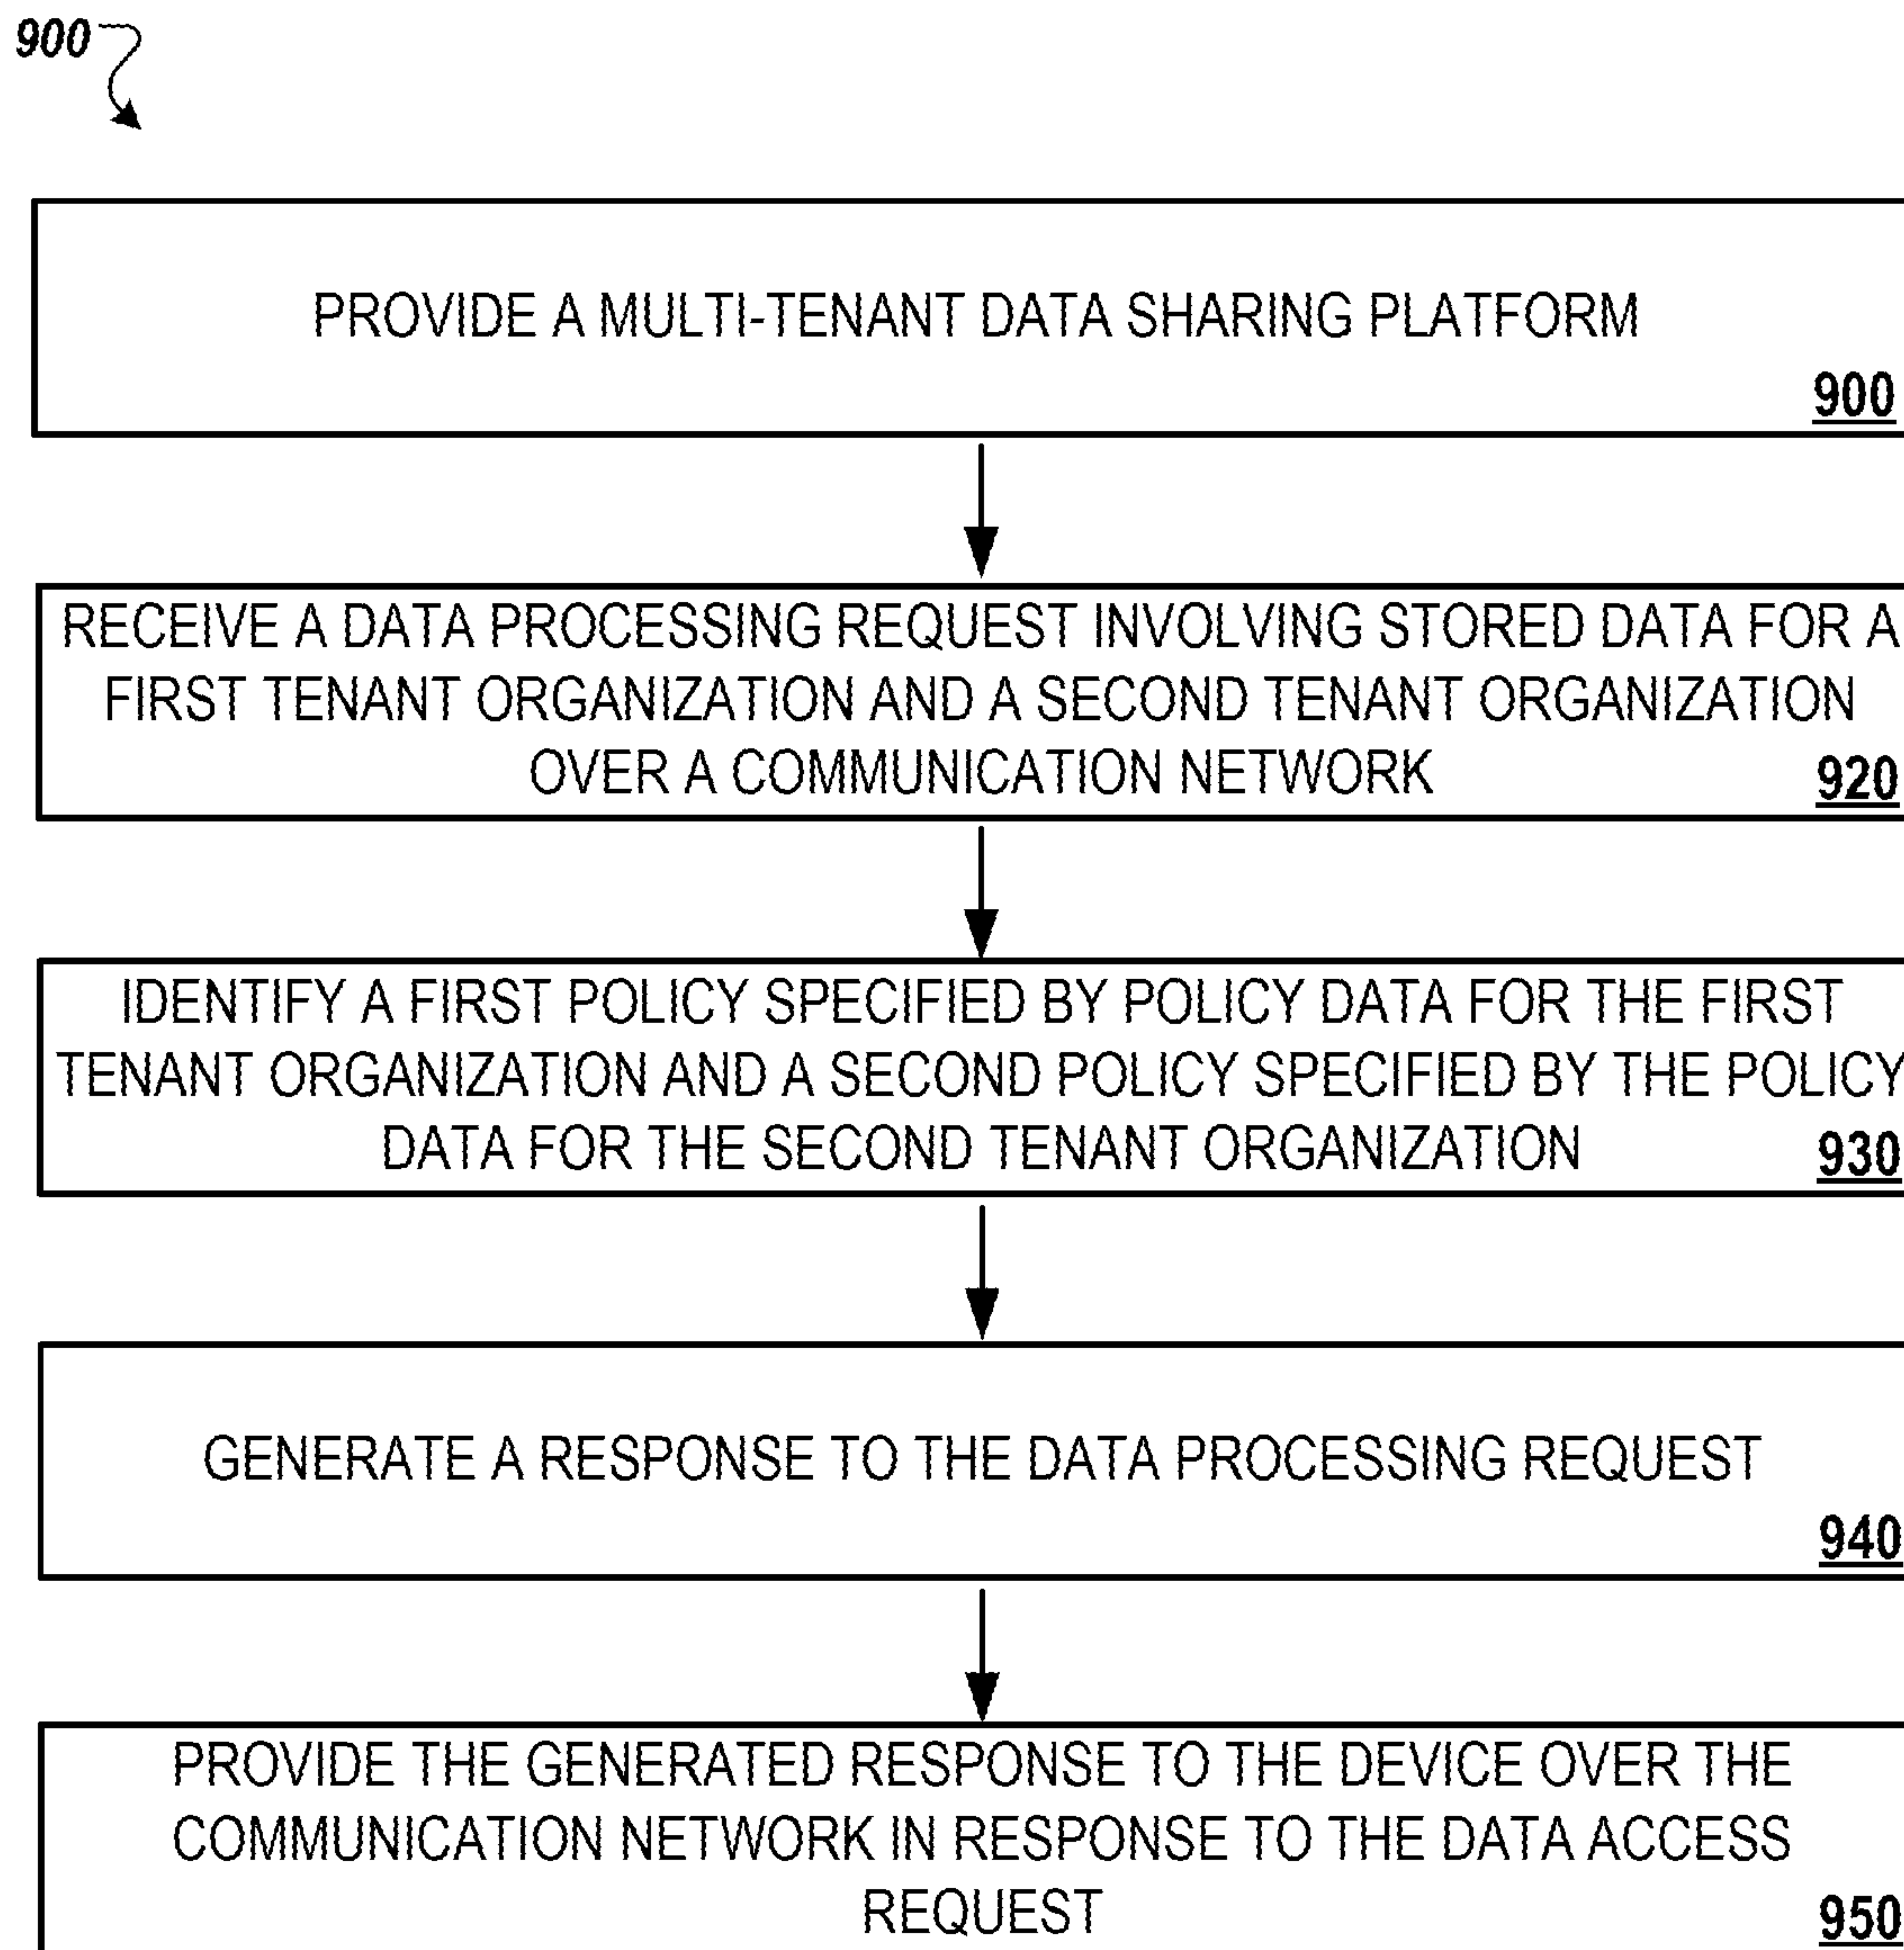 900
PROVIDE A MULTI-TENANT DATA SHARING PLATFORM
900
RECEIVE A DATA PROCESSING REQUEST INVOLVING STORED DATA FOR A
FIRST TENANT ORGANIZATION AND A SECOND TENANT ORGANIZATION
OVER A COMMUNICATION NETWORK
920
IDENTIFY A FIRST POLICY SPECIFIED BY POLICY DATA FOR THE FIRST
TENANT ORGANIZATION AND A SECOND POLICY SPECIFIED BY THE POLICY
DATA FOR THE SECOND TENANT ORGANIZATION
930
GENERATE A RESPONSE TO THE DATA PROCESSING REQUEST
940
PROVIDE THE GENERATED RESPONSE TO THE DEVICE OVER THE
COMMUNICATION NETWORK IN RESPONSE TO THE DATA ACCESS
REQUEST
950